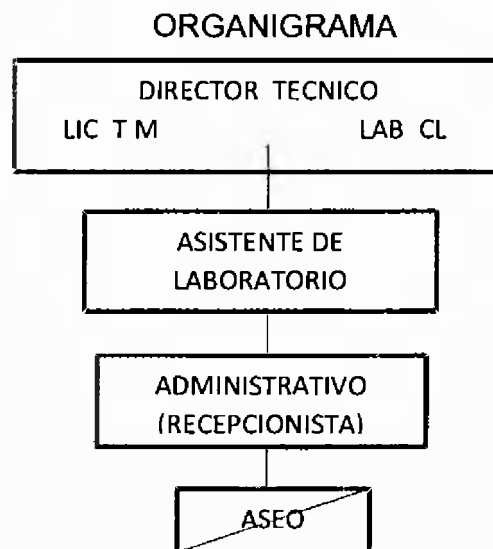 ORGANIGRAMA
DIRECTOR TECNICO
LIC T M LAB CL
ASISTENTE DE
LABORATORIO
ADMINISTRATIVO
(RECEPCIONISTA)
ASEO